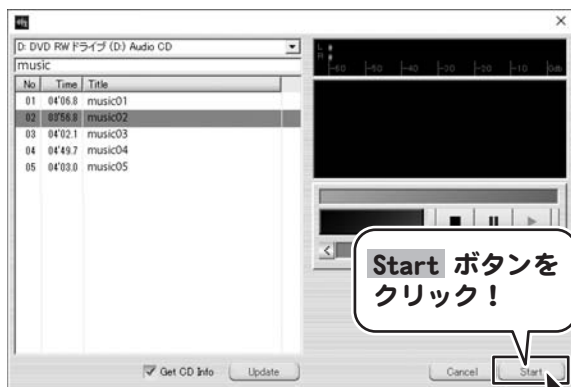 D: DVD RW ドライブ (D:) Audio CD
music
No Time Title
01 04'06.8 music01
02 03'56.8 music02
03 04'02.1 music03
04 04'49.7 music04
05 04'03.0 music05
L
R
-60 -50 -40 -30 -20 -10 0dB
Start ボタンを
クリック！
Get CD Info Update
Cancel Start